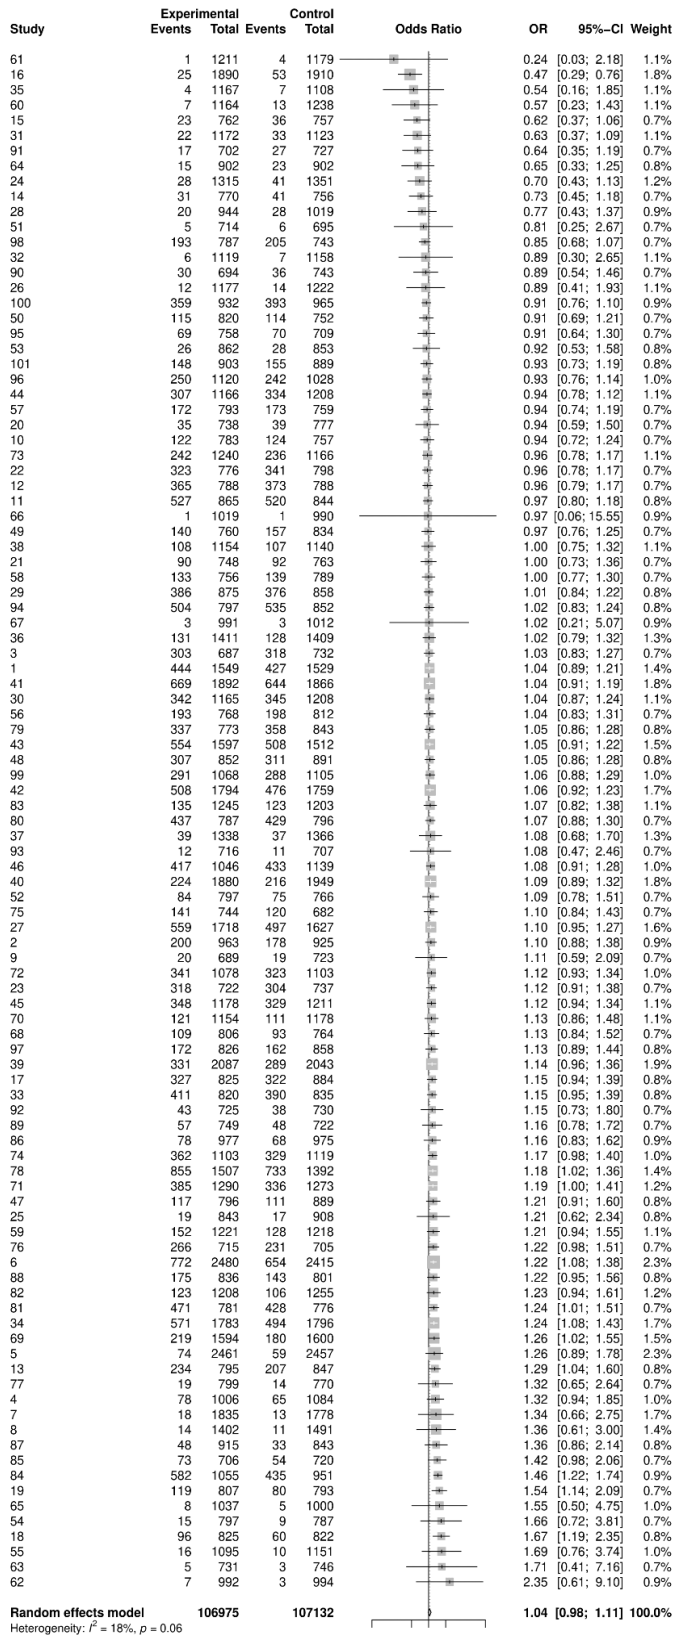 Experimental Control
Study Events Total Events Total Odds Ratio OR 95%−CI Weight
61 1 1211 4 1179 0.24 [0.03; 2.18] 1.1%
16 25 1890 53 1910 0.47 [0.29; 0.76] 1.8%
35 4 1167 7 1108 0.54 [0.16; 1.85] 1.1%
60 7 1164 13 1238 0.57 [0.23; 1.43] 1.1%
15 23 762 36 757 0.62 [0.37; 1.06] 0.7%
31 22 1172 33 1123 0.63 [0.37; 1.09] 1.1%
91 17 702 27 727 0.64 [0.35; 1.19] 0.7%
64 15 902 23 902 0.65 [0.33; 1.25] 0.8%
24 28 1315 41 1351 0.70 [0.43; 1.13] 1.2%
14 31 770 41 756 0.73 [0.45; 1.18] 0.7%
28 20 944 28 1019 0.77 [0.43; 1.37] 0.9%
51 5 714 6 695 0.81 [0.25; 2.67] 0.7%
98 193 787 205 743 0.85 [0.68; 1.07] 0.7%
32 6 1119 7 1158 0.89 [0.30; 2.65] 1.1%
90 30 694 36 743 0.89 [0.54; 1.46] 0.7%
26 12 1177 14 1222 0.89 [0.41; 1.93] 1.1%
100 359 932 393 965 0.91 [0.76; 1.10] 0.9%
50 115 820 114 752 0.91 [0.69; 1.21] 0.7%
95 69 758 70 709 0.91 [0.64; 1.30] 0.7%
53 26 862 28 853 0.92 [0.53; 1.58] 0.8%
101 148 903 155 889 0.93 [0.73; 1.19] 0.8%
96 250 1120 242 1028 0.93 [0.76; 1.14] 1.0%
44 307 1166 334 1208 0.94 [0.78; 1.12] 1.1%
57 172 793 173 759 0.94 [0.74; 1.19] 0.7%
20 35 738 39 777 0.94 [0.59; 1.50] 0.7%
10 122 783 124 757 0.94 [0.72; 1.24] 0.7%
73 242 1240 236 1166 0.96 [0.78; 1.17] 1.1%
22 323 776 341 798 0.96 [0.78; 1.17] 0.7%
12 365 788 373 788 0.96 [0.79; 1.17] 0.7%
11 527 865 520 844 0.97 [0.80; 1.18] 0.8%
66 1 1019 1 990 0.97 [0.06; 15.55] 0.9%
49 140 760 157 834 0.97 [0.76; 1.25] 0.7%
38 108 1154 107 1140 1.00 [0.75; 1.32] 1.1%
21 90 748 92 763 1.00 [0.73; 1.36] 0.7%
58 133 756 139 789 1.00 [0.77; 1.30] 0.7%
29 386 875 376 858 1.01 [0.84; 1.22] 0.8%
94 504 797 535 852 1.02 [0.83; 1.24] 0.8%
67 3 991 3 1012 1.02 [0.21; 5.07] 0.9%
36 131 1411 128 1409 1.02 [0.79; 1.32] 1.3%
3 303 687 318 732 1.03 [0.83; 1.27] 0.7%
1 444 1549 427 1529 1.04 [0.89; 1.21] 1.4%
41 669 1892 644 1866 1.04 [0.91; 1.19] 1.8%
30 342 1165 345 1208 1.04 [0.87; 1.24] 1.1%
56 193 768 198 812 1.04 [0.83; 1.31] 0.7%
79 337 773 358 843 1.05 [0.86; 1.28] 0.7%
43 554 1597 508 1512 1.05 [0.91; 1.22] 1.5%
48 307 852 311 891 1.05 [0.86; 1.28] 0.8%
99 291 1068 288 1105 1.06 [0.88; 1.29] 1.0%
42 508 1794 476 1759 1.06 [0.92; 1.23] 1.7%
83 135 1245 123 1203 1.07 [0.82; 1.38] 1.1%
80 437 787 429 796 1.07 [0.88; 1.30] 0.7%
37 39 1338 37 1366 1.08 [0.68; 1.70] 1.3%
93 12 716 11 707 1.08 [0.47; 2.46] 0.7%
46 417 1046 433 1139 1.08 [0.91; 1.28] 1.0%
40 224 1880 216 1949 1.09 [0.89; 1.32] 1.8%
52 84 797 75 766 1.09 [0.78; 1.51] 0.7%
75 141 744 120 682 1.10 [0.84; 1.43] 0.7%
27 559 1718 497 1627 1.10 [0.95; 1.27] 1.6%
2 200 963 178 925 1.10 [0.88; 1.38] 0.9%
9 20 689 19 723 1.11 [0.59; 2.09] 0.7%
72 341 1078 323 1103 1.12 [0.93; 1.34] 1.0%
23 318 722 304 737 1.12 [0.91; 1.38] 0.7%
45 348 1178 329 1211 1.12 [0.94; 1.34] 1.1%
70 121 1154 111 1178 1.13 [0.86; 1.48] 1.1%
68 109 806 93 764 1.13 [0.84; 1.52] 0.7%
97 172 826 162 858 1.13 [0.89; 1.44] 0.8%
39 331 2087 289 2043 1.14 [0.96; 1.36] 1.9%
17 327 825 322 884 1.15 [0.94; 1.39] 0.8%
33 411 820 390 835 1.15 [0.95; 1.39] 0.8%
92 43 725 38 730 1.15 [0.73; 1.80] 0.7%
89 57 749 48 722 1.16 [0.78; 1.72] 0.7%
86 78 977 68 975 1.16 [0.83; 1.62] 0.9%
74 362 1103 329 1119 1.17 [0.98; 1.40] 1.0%
78 855 1507 733 1392 1.18 [1.02; 1.36] 1.4%
71 385 1290 336 1273 1.19 [1.00; 1.41] 1.2%
47 117 796 111 889 1.21 [0.91; 1.60] 0.8%
25 19 843 17 908 1.21 [0.62; 2.34] 0.8%
59 152 1221 128 1218 1.21 [0.94; 1.55] 1.1%
76 266 715 231 705 1.22 [0.98; 1.51] 0.7%
6 772 2480 654 2415 1.22 [1.08; 1.38] 2.3%
88 175 836 143 801 1.22 [0.95; 1.56] 0.8%
82 123 1208 106 1255 1.23 [0.94; 1.61] 1.2%
81 471 781 428 776 1.24 [1.01; 1.51] 0.7%
34 571 1783 494 1796 1.24 [1.08; 1.43] 1.7%
69 219 1594 180 1600 1.26 [1.02; 1.55] 1.5%
5 74 2461 59 2457 1.26 [0.89; 1.78] 2.3%
13 234 795 207 847 1.29 [1.04; 1.60] 0.8%
77 19 799 14 770 1.32 [0.65; 2.64] 0.7%
4 78 1006 65 1084 1.32 [0.94; 1.85] 1.0%
7 18 1835 13 1778 1.34 [0.66; 2.75] 1.7%
8 14 1402 11 1491 1.36 [0.61; 3.00] 1.4%
87 48 915 33 843 1.36 [0.86; 2.14] 0.8%
85 73 706 54 720 1.42 [0.98; 2.06] 0.7%
84 582 1055 435 951 1.46 [1.22; 1.74] 0.9%
19 119 807 80 793 1.54 [1.14; 2.09] 0.7%
65 8 1037 5 1000 1.55 [0.50; 4.75] 1.0%
54 15 797 9 787 1.66 [0.72; 3.81] 0.7%
18 96 825 60 822 1.67 [1.19; 2.35] 0.8%
55 16 1095 10 1151 1.69 [0.76; 3.74] 1.1%
63 5 731 3 746 1.71 [0.41; 7.16] 0.7%
62 7 992 3 994 2.35 [0.61; 9.10] 0.9%
Random effects model 106975 107132 1.04 [0.98; 1.11] 100.0%
Heterogeneity: I² = 18%, p = 0.06